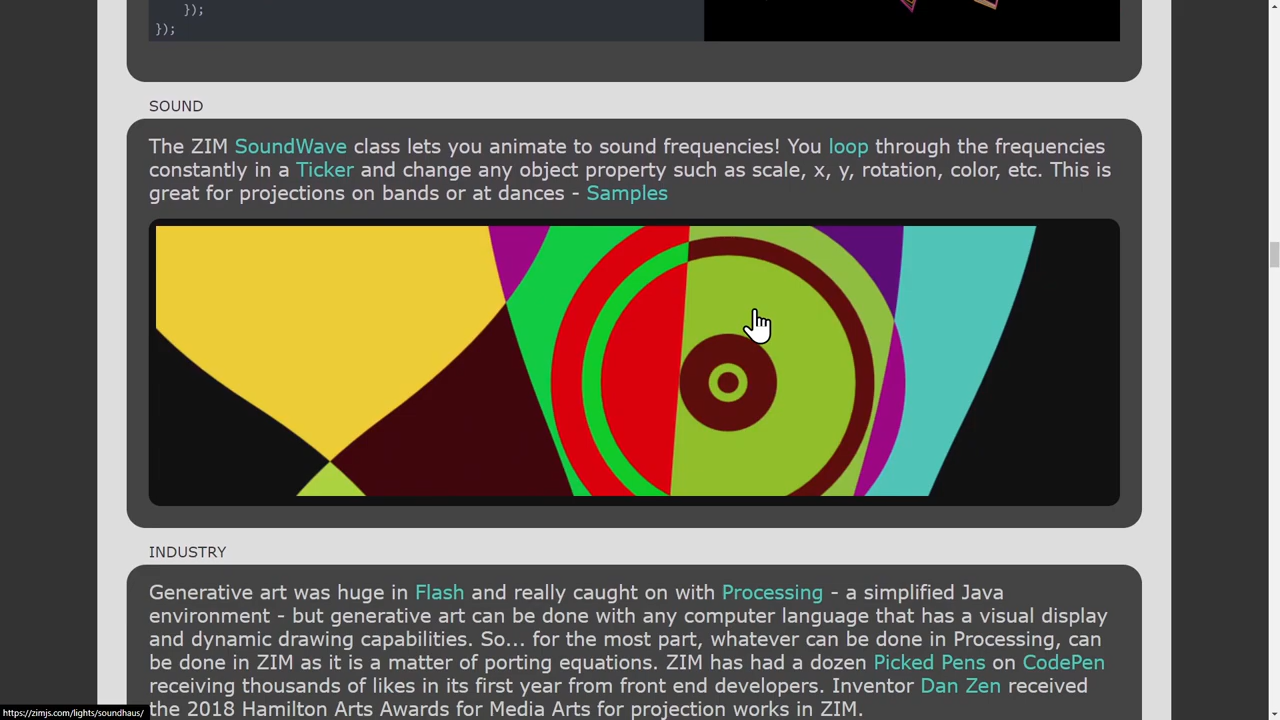 });
});
SOUND
The ZIM SoundWave class lets you animate to sound frequencies! You loop through the frequencies
constantly in a Ticker and change any object property such as scale, x, y, rotation, color, etc. This is
great for projections on bands or at dances - Samples
INDUSTRY
Generative art was huge in Flash and really caught on with Processing - a simplified Java
environment - but generative art can be done with any computer language that has a visual display
and dynamic drawing capabilities. So... for the most part, whatever can be done in Processing, can
be done in ZIM as it is a matter of porting equations. ZIM has had a dozen Picked Pens on CodePen
receiving thousands of likes in its first year from front end developers. Inventor Dan Zen received
the 2018 Hamilton Arts Awards for Media Arts for projection works in ZIM.
https://zimjs.com/lights/soundhaus/